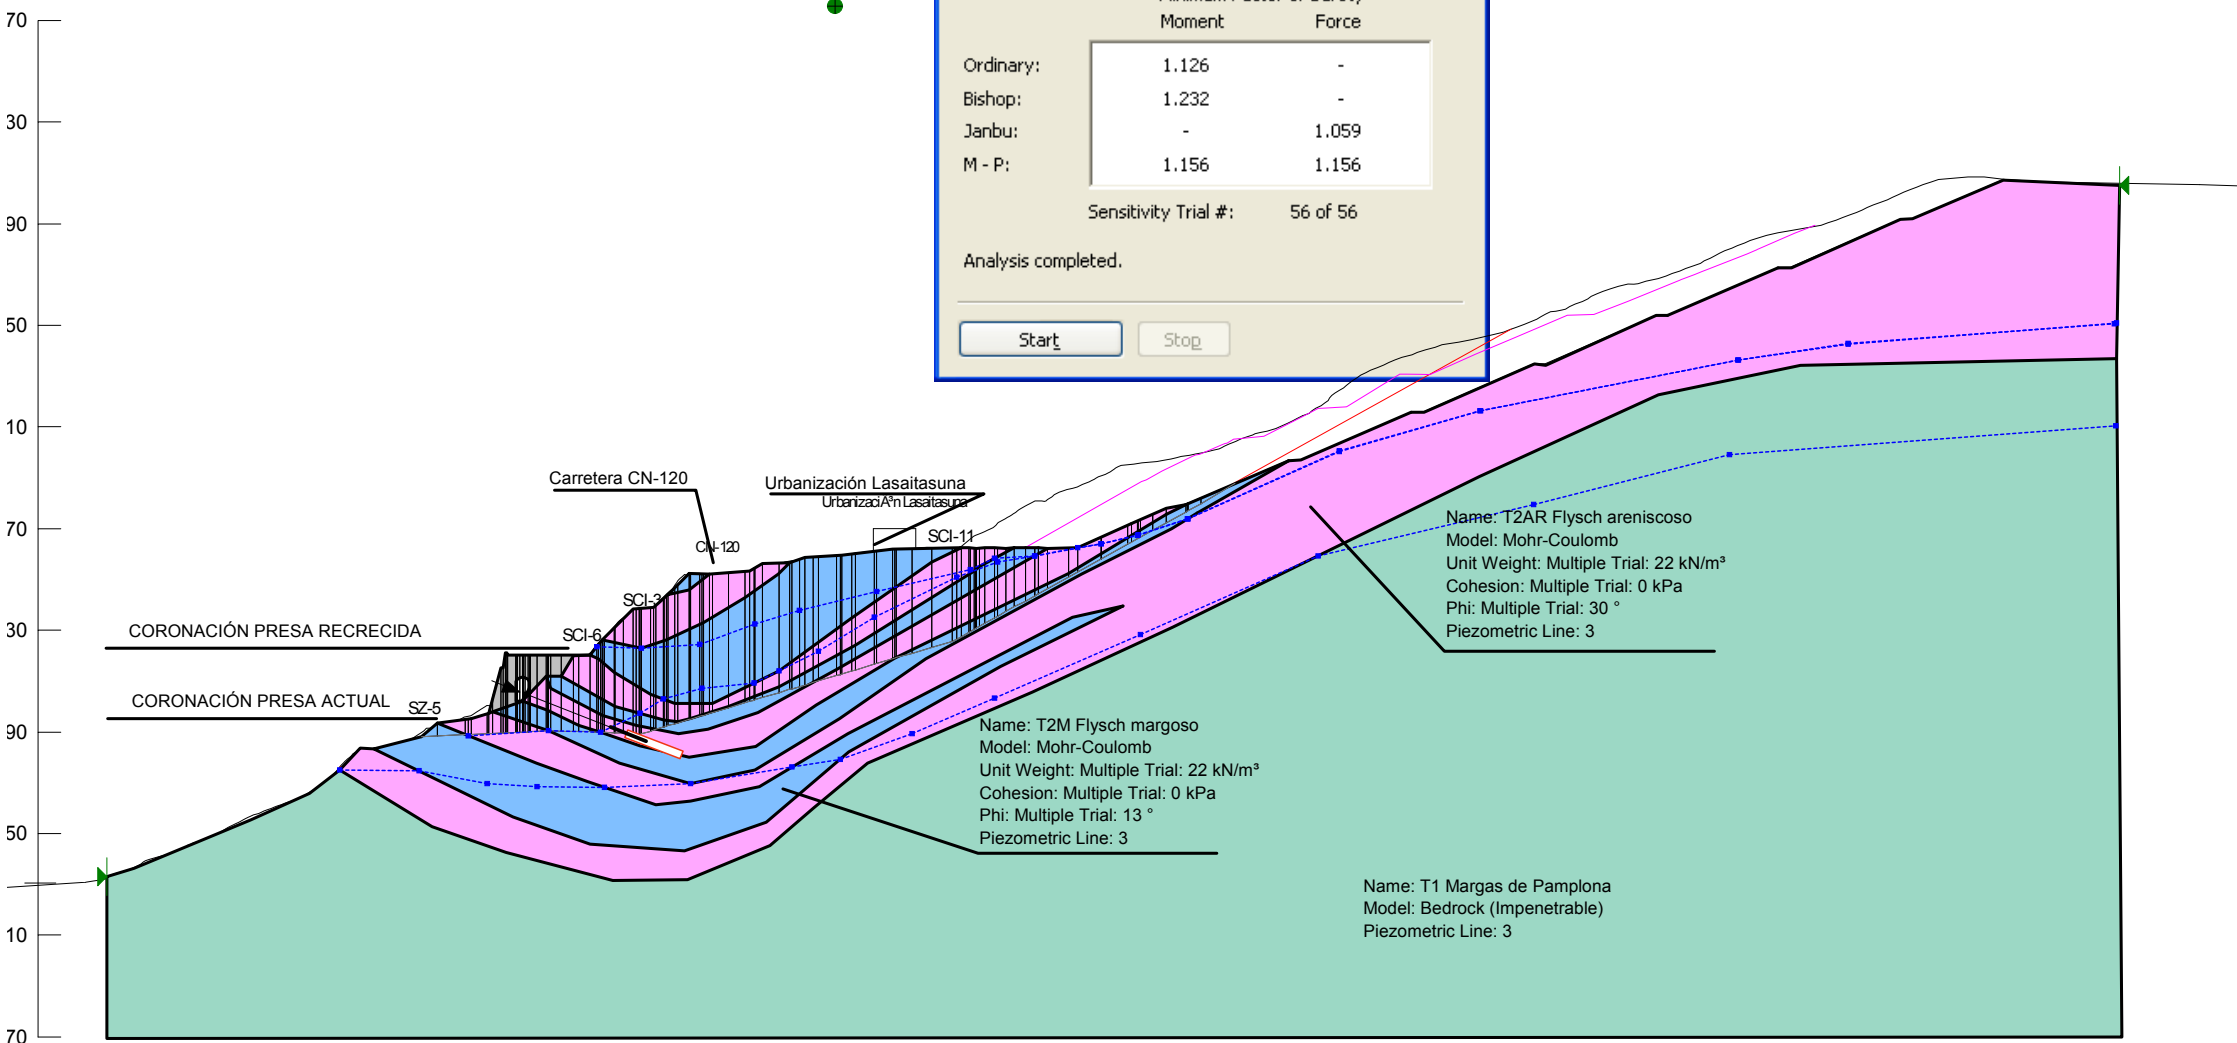 70
30
90
50
10
70
30
90
50
10
70
Minimum Factor of Safety
Moment Force
Ordinary: 1.126 -
Bishop: 1.232 -
Janbu: - 1.059
M - P: 1.156 1.156
Sensitivity Trial #: 56 of 56
Analysis completed.
Start Stop
Carretera CN-120
Urbanización Lasaitasuna
UrbanizaciÃ³n Lasaitasuna
CN-120
SCI-11
SCI-3
SCI-6
CORONACIÓN PRESA RECRECIDA
CORONACIÓN PRESA ACTUAL
SZ-5
Name: T2AR Flysch areniscoso
Model: Mohr-Coulomb
Unit Weight: Multiple Trial: 22 kN/m³
Cohesion: Multiple Trial: 0 kPa
Phi: Multiple Trial: 30 °
Piezometric Line: 3
Name: T2M Flysch margoso
Model: Mohr-Coulomb
Unit Weight: Multiple Trial: 22 kN/m³
Cohesion: Multiple Trial: 0 kPa
Phi: Multiple Trial: 13 °
Piezometric Line: 3
Name: T1 Margas de Pamplona
Model: Bedrock (Impenetrable)
Piezometric Line: 3